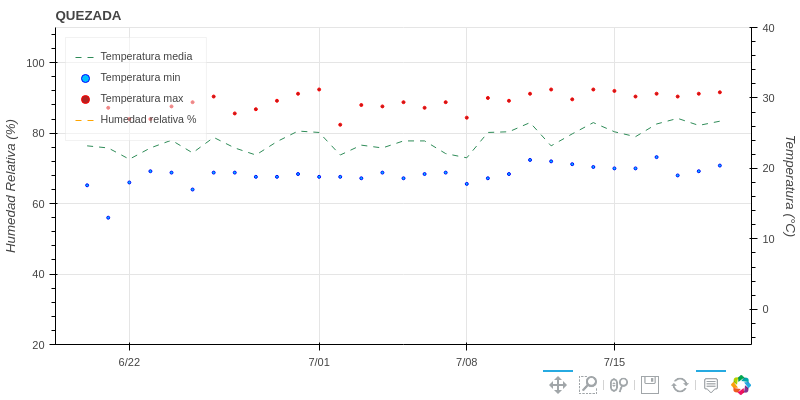 QUEZADA
Temperatura media
Temperatura min
Temperatura max
Humedad relativa %
Humedad Relativa (%)
100
80
60
40
20
40
30
20
10
0
Temperatura (°C)
6/22
7/01
7/08
7/15